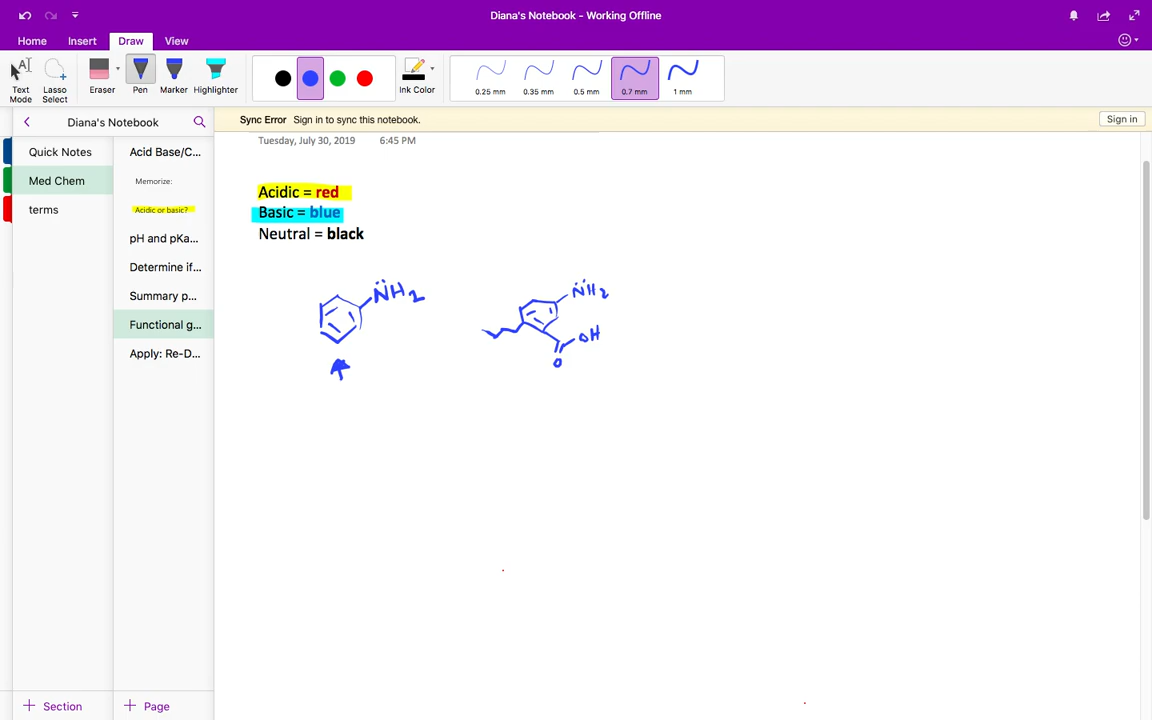 Diana's Notebook - Working Offline
Home Insert Draw View
Text Mode
Lasso Select
Eraser
Pen
Marker
Highlighter
Ink Color
0.25 mm
0.35 mm
0.5 mm
0.7 mm
1 mm
Diana's Notebook
Sync Error Sign in to sync this notebook.
Sign in
Quick Notes
Med Chem
terms
Acid Base/C...
Memorize:
Acidic or basic?
pH and pKa...
Determine if...
Summary p...
Functional g...
Apply: Re-D...
Tuesday, July 30, 2019 6:45 PM
Acidic = red
Basic = blue
Neutral = black
NH2
NH2
OH
O
+ Section
+ Page